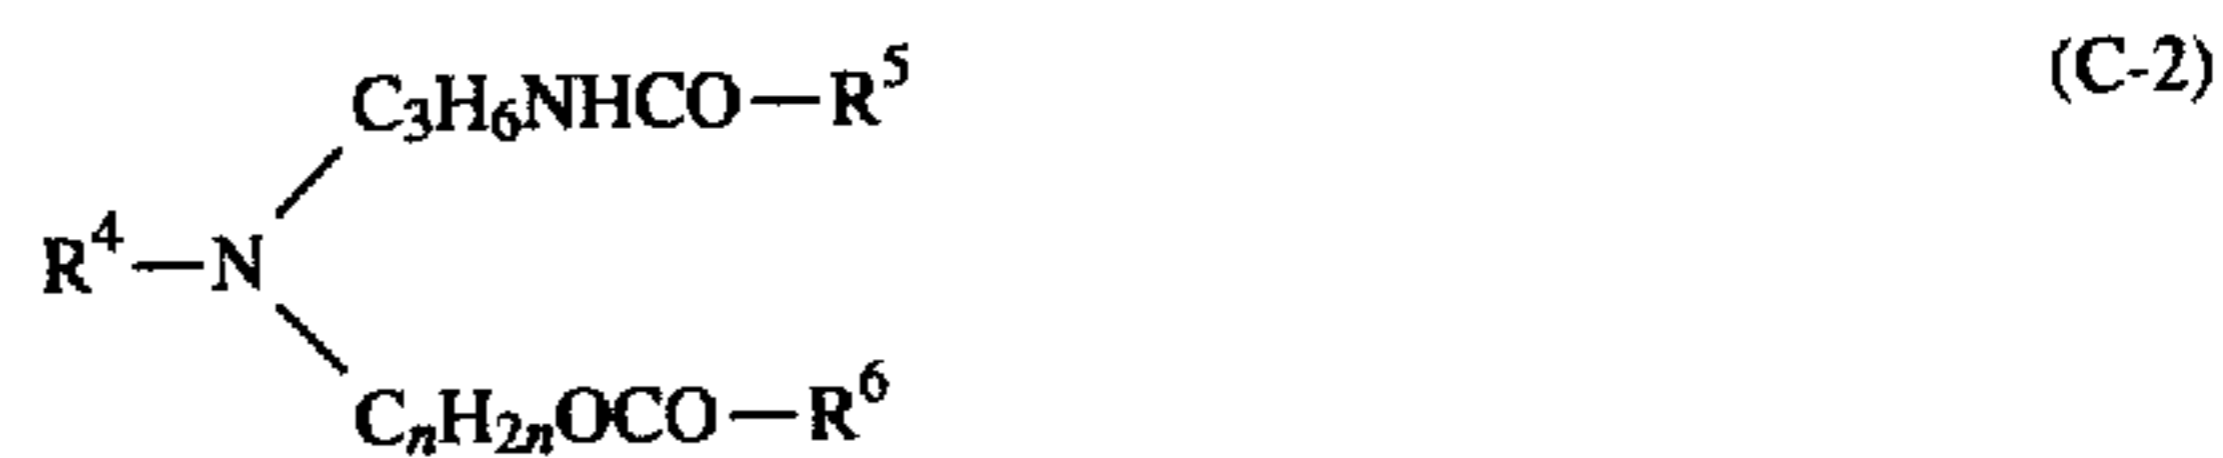 C₃H₆NHCO—R⁵ (C-2)
R⁴—N
CₙH₂ₙOCO—R⁶